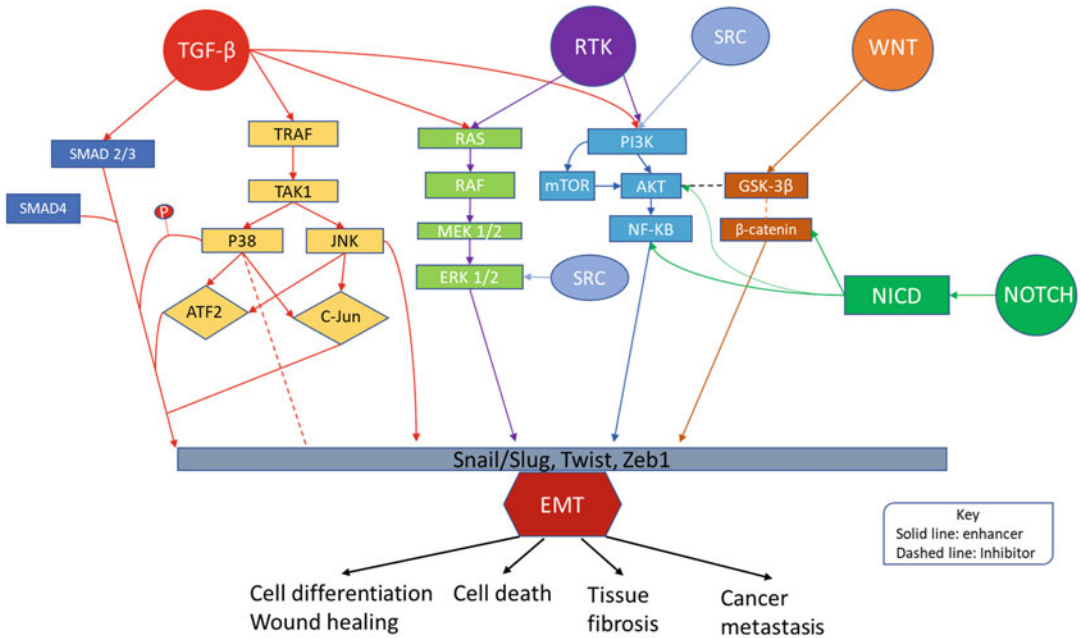 TGF-β
RTK
SRC
WNT
TRAF
RAS
PI3K
SMAD 2/3
TAK1
RAF
mTOR
AKT
GSK-3β
SMAD4
P
P38
JNK
MEK 1/2
NF-KB
β-catenin
ERK 1/2
SRC
NICD
NOTCH
ATF2
C-Jun
Snail/Slug, Twist, Zeb1
EMT
Key
Solid line: enhancer
Dashed line: Inhibitor
Cell differentiation
Wound healing
Cell death
Tissue
fibrosis
Cancer
metastasis